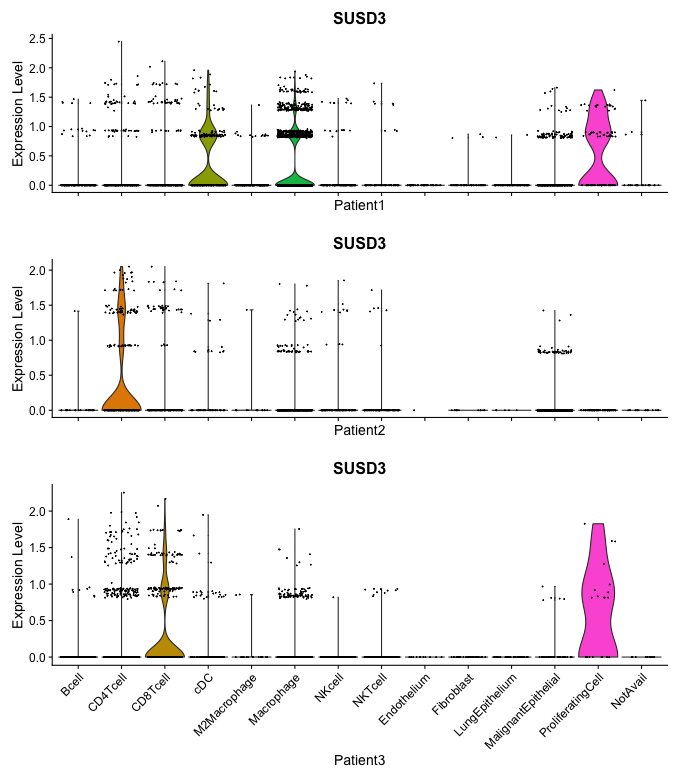 SUSD3
Expression Level
2.5
2.0
1.5
1.0
0.5
0.0
Patient1
SUSD3
Expression Level
2.0
1.5
1.0
0.5
0.0
Patient2
SUSD3
Expression Level
2.0
1.5
1.0
0.5
0.0
Bcell
CD4Tcell
CD8Tcell
cDC
M2Macrophage
Macrophage
NKcell
NKTcell
Endothelium
Fibroblast
LungEpithelium
MalignantEpithelial
ProliferatingCell
NotAvail
Patient3